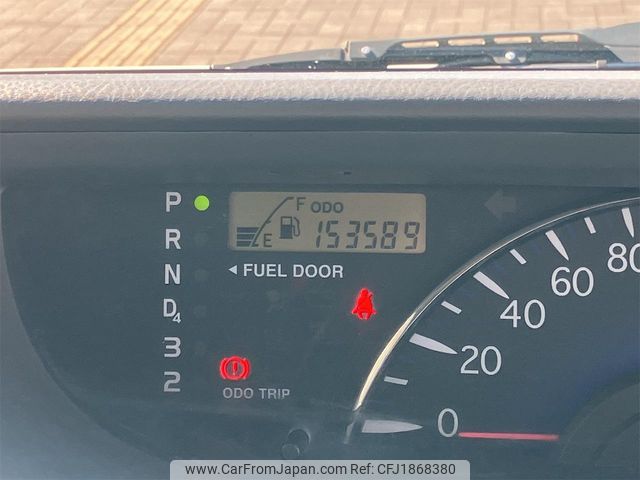 P
R
N
D4
3
2
F ODO
E 153589
◄ FUEL DOOR
ODO TRIP
0
20
40
60
80
www.CarFromJapan.com Ref: CFJ1868380